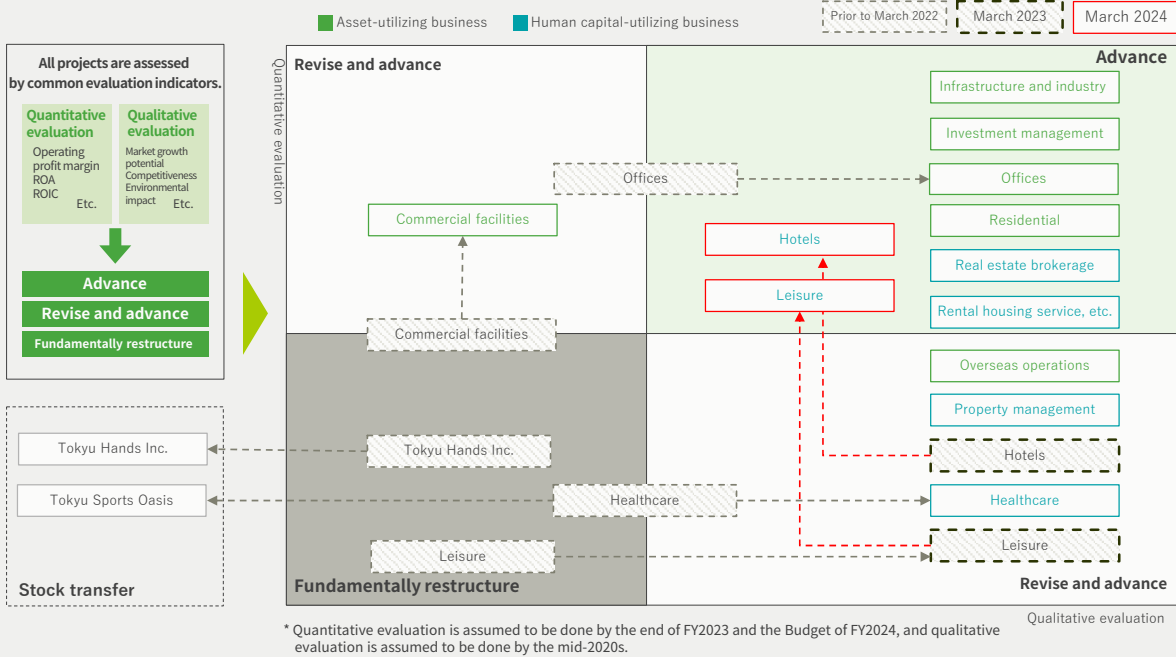 Asset-utilizing business
Human capital-utilizing business
Prior to March 2022
March 2023
March 2024
All projects are assessed
by common evaluation indicators.
Quantitative
evaluation
Operating
profit margin
ROA
ROIC
Etc.
Qualitative
evaluation
Market growth
potential
Competitiveness
Environmental
impact
Etc.
Advance
Revise and advance
Fundamentally restructure
Quantitative evaluation
Revise and advance
Advance
Infrastructure and industry
Investment management
Offices
Offices
Commercial facilities
Residential
Hotels
Real estate brokerage
Leisure
Rental housing service, etc.
Commercial facilities
Overseas operations
Property management
Tokyu Hands Inc.
Tokyu Hands Inc.
Hotels
Tokyu Sports Oasis
Healthcare
Healthcare
Leisure
Leisure
Stock transfer
Fundamentally restructure
Revise and advance
Qualitative evaluation
* Quantitative evaluation is assumed to be done by the end of FY2023 and the Budget of FY2024, and qualitative
evaluation is assumed to be done by the mid-2020s.